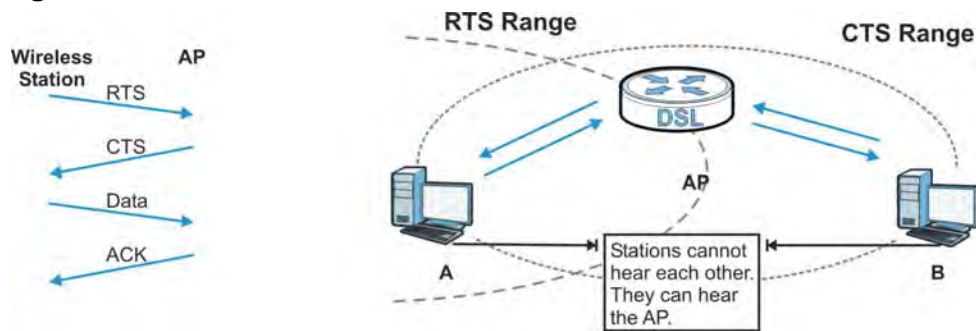 Wireless
Station
AP
RTS
CTS
Data
ACK
RTS Range
CTS Range
DSL
AP
A
B
Stations cannot
hear each other.
They can hear
the AP.